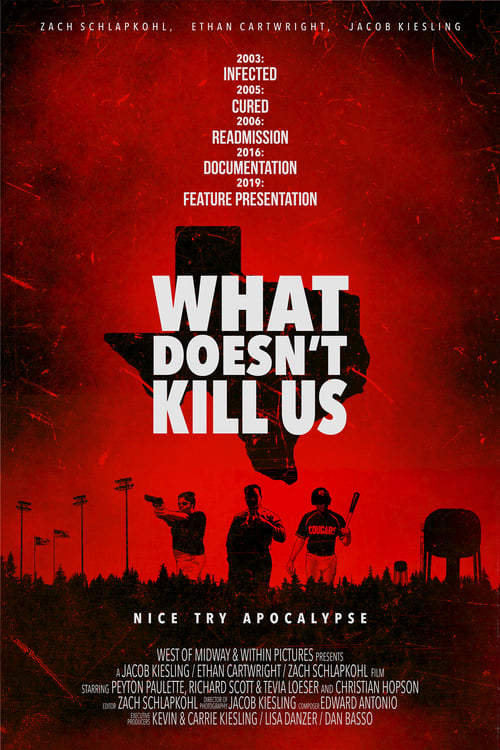 ZACH SCHLAPKOHL, ETHAN CARTWRIGHT, JACOB KIESLING
2003:
INFECTED
2005:
CURED
2006:
READMISSION
2016:
DOCUMENTATION
2019:
FEATURE PRESENTATION
WHAT
DOESN'T
KILL US
COUGARS
NICE TRY APOCALYPSE
WEST OF MIDWAY & WITHIN PICTURES PRESENTS
A JACOB KIESLING / ETHAN CARTWRIGHT / ZACH SCHLAPKOHL FILM
STARRING PEYTON PAULETTE, RICHARD SCOTT & TEVIA LOESER AND CHRISTIAN HOPSON
EDITOR ZACH SCHLAPKOHL DIRECTOR OF PHOTOGRAPHY JACOB KIESLING COMPOSER EDWARD ANTONIO
EXECUTIVE PRODUCERS KEVIN & CARRIE KIESLING / LISA DANZER / DAN BASSO